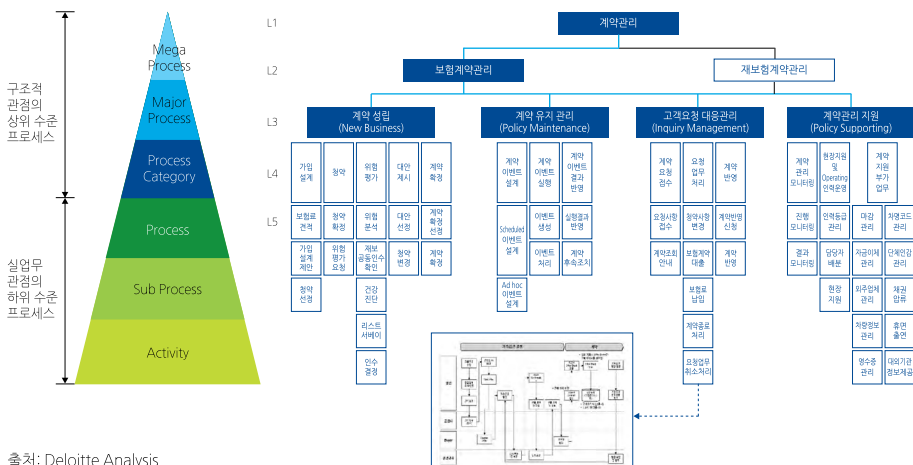 구조적
관점의
상위 수준
프로세스
실업무
관점의
하위 수준
프로세스
Mega
Process
Major
Process
Process
Category
Process
Sub Process
Activity
L1
계약관리
L2
보험계약관리
재보험계약관리
L3
계약 성립
(New Business)
계약 유지 관리
(Policy Maintenance)
고객요청 대응관리
(Inquiry Management)
계약관리 지원
(Policy Supporting)
L4
가입
설계
청약
위험
평가
대안
제시
계약
확정
계약
이벤트
설계
계약
이벤트
실행
계약
이벤트
결과
반영
계약
요청
접수
요청
업무
처리
계약
반영
계약
관리
모니터링
현장지원
및
Operating
인력운영
계약
지원
부가
업무
L5
보험료
견적
청약
확정
위험
분석
대안
선정
계약
확정
선정
Scheduled
이벤트
설계
이벤트
생성
실행결과
반영
요청사항
접수
청약사항
변경
계약반영
신청
진행
모니터링
인력등급
관리
마감
관리
차명코드
관리
가입
설계
제안
위험
평가
요청
재보
공동인수
확인
청약
변경
계약
확정
이벤트
처리
계약
후속조치
계약조회
안내
보험계약
대출
계약
반영
결과
모니터링
담당자
배분
자금이체
관리
단체인감
관리
청약
선정
건강
진단
Ad hoc
이벤트
설계
보험료
납입
현장
지원
외주업체
관리
채권
압류
리스트
서베이
계약종료
처리
차량정보
관리
휴면
출연
인수
결정
요청업무
취소처리
영수증
관리
대외기관
정보제공
출처: Deloitte Analysis